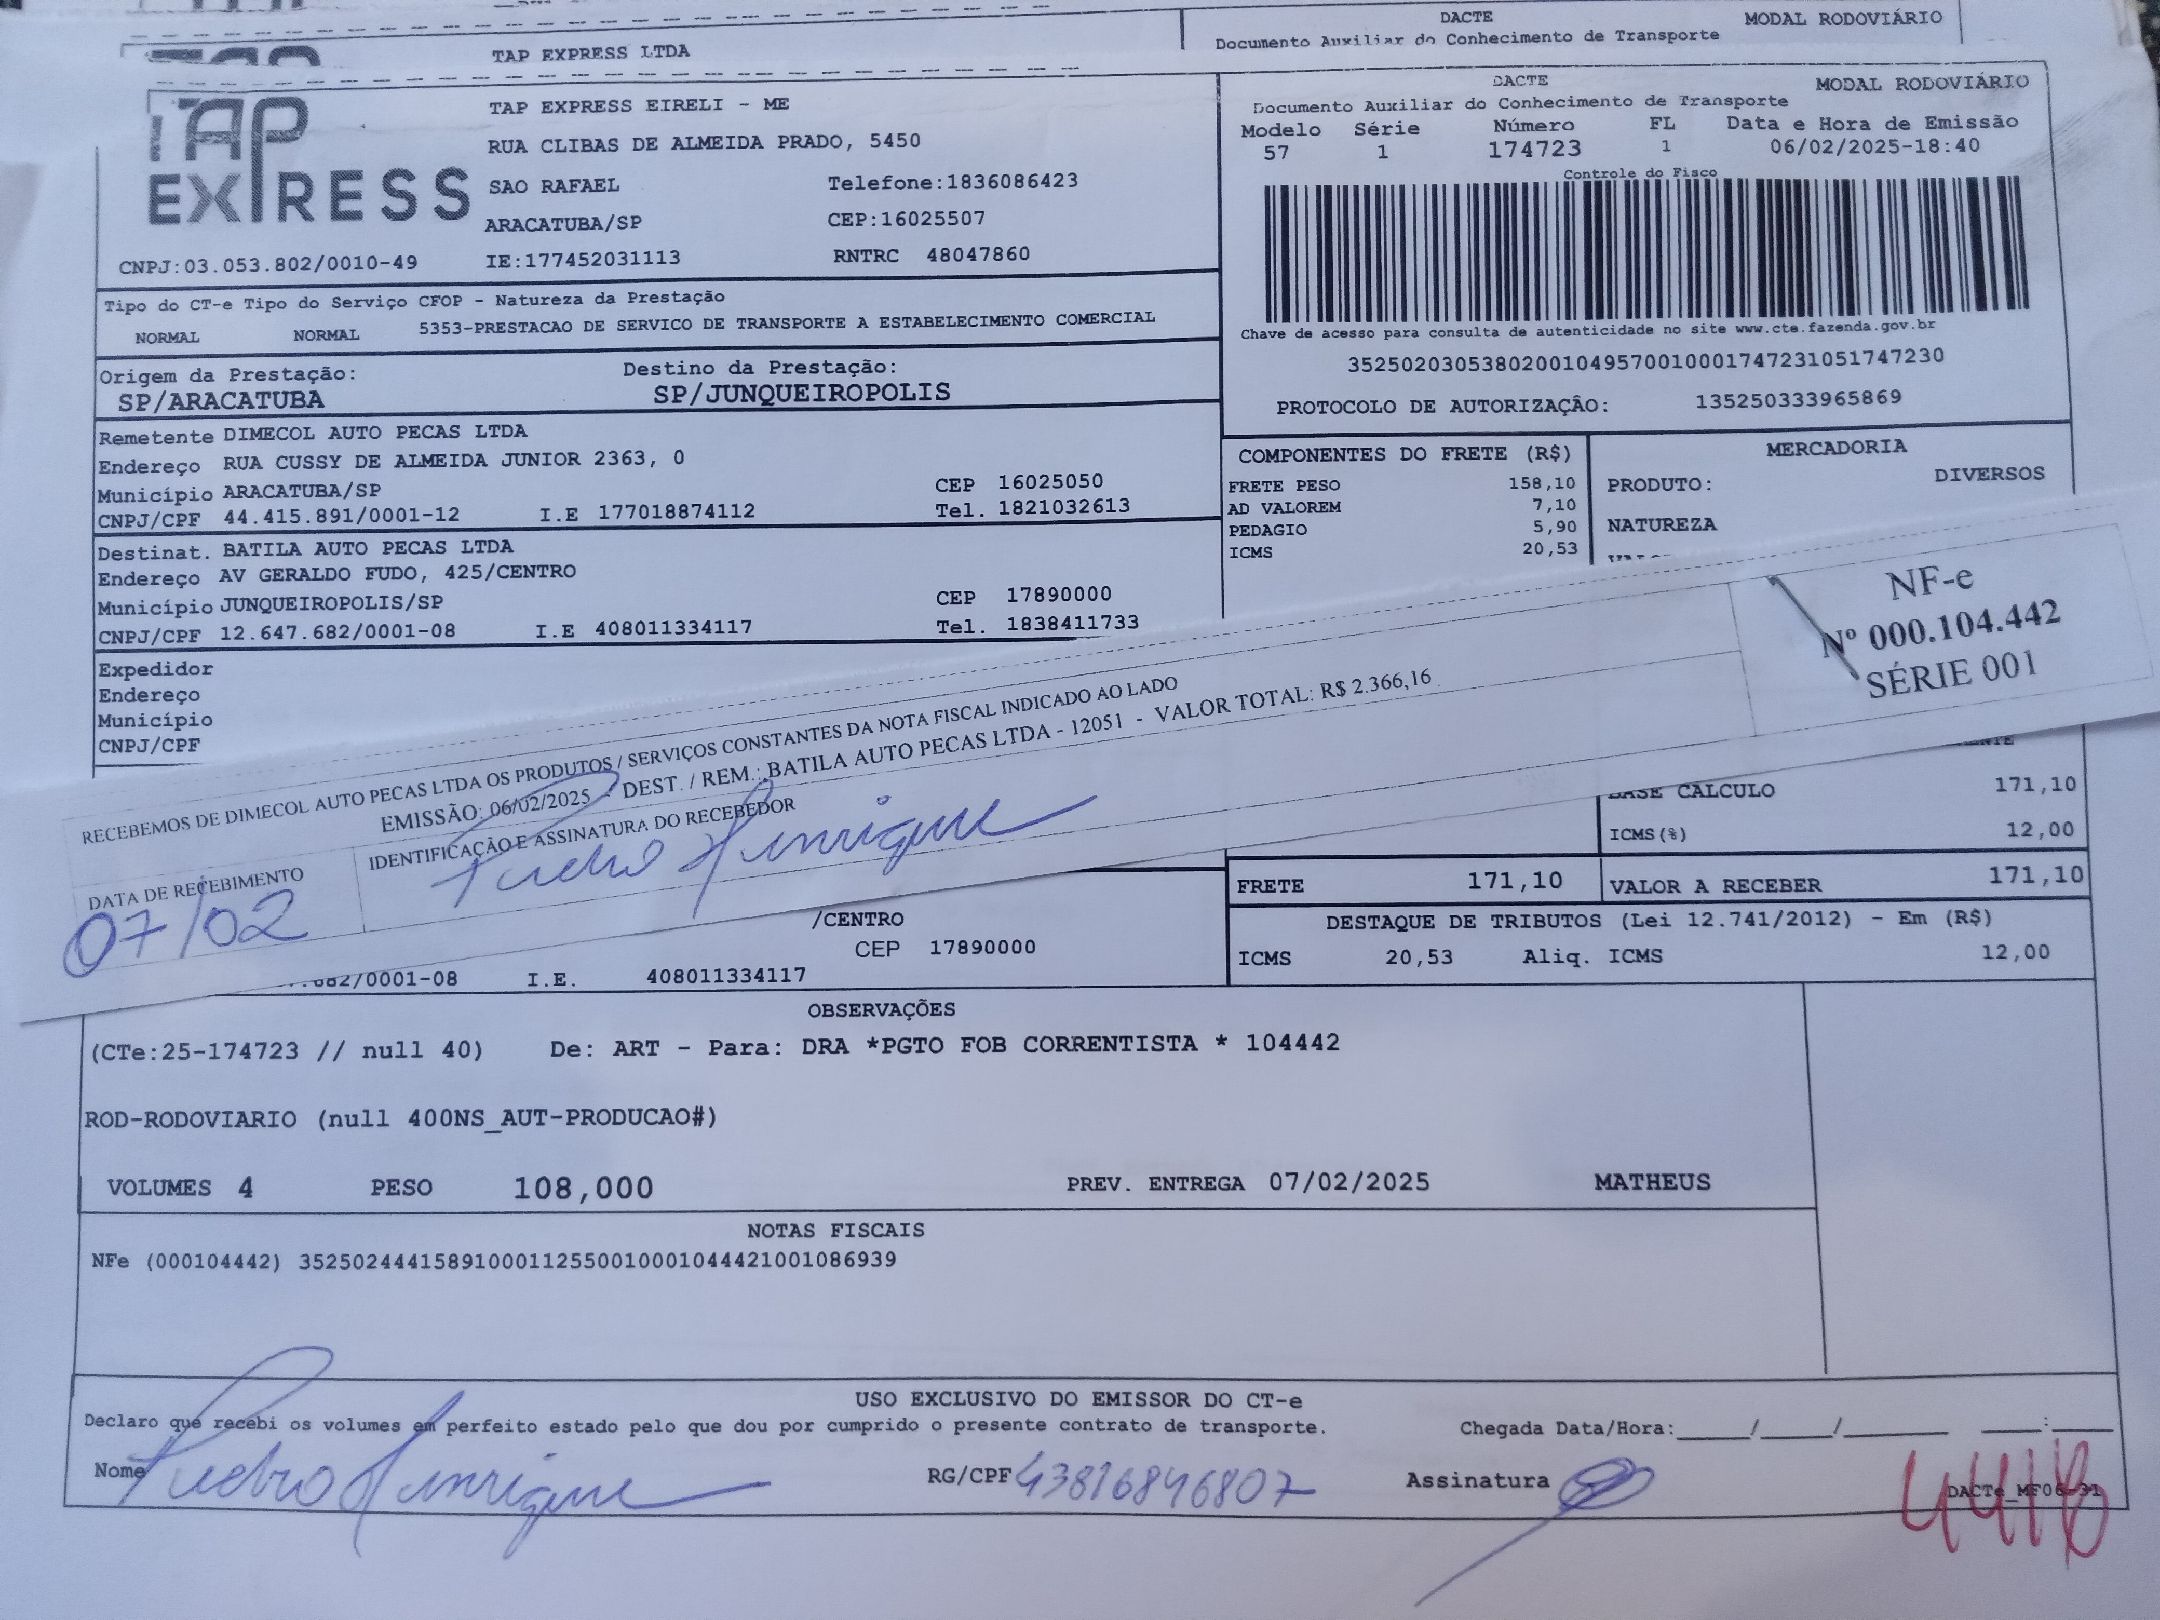 DACTE
MODAL RODOVIÁRIO
TAP EXPRESS LTDA
Documento Auxiliar do Conhecimento de Transporte
TAP EXPRESS
TAP EXPRESS EIRELI - ME
RUA CLIBAS DE ALMEIDA PRADO, 5450
SAO RAFAEL Telefone:1836086423
ARACATUBA/SP CEP:16025507
CNPJ:03.053.802/0010-49 IE:177452031113 RNTRC 48047860
DACTE MODAL RODOVIÁRIO
Documento Auxiliar do Conhecimento de Transporte
Modelo Série Número FL Data e Hora de Emissão
57 1 174723 1 06/02/2025-18:40
Controle do Fisco
Chave de acesso para consulta de autenticidade no site www.cte.fazenda.gov.br
35250203053802001049570010001747231051747230
PROTOCOLO DE AUTORIZAÇÃO: 135250333965869
Tipo do CT-e Tipo do Serviço CFOP - Natureza da Prestação
NORMAL NORMAL 5353-PRESTACAO DE SERVICO DE TRANSPORTE A ESTABELECIMENTO COMERCIAL
Origem da Prestação: Destino da Prestação:
SP/ARACATUBA SP/JUNQUEIROPOLIS
Remetente DIMECOL AUTO PECAS LTDA
Endereço RUA CUSSY DE ALMEIDA JUNIOR 2363, 0
Município ARACATUBA/SP CEP 16025050
CNPJ/CPF 44.415.891/0001-12 I.E 177018874112 Tel. 1821032613
Destinat. BATILA AUTO PECAS LTDA
Endereço AV GERALDO FUDO, 425/CENTRO
Município JUNQUEIROPOLIS/SP CEP 17890000
CNPJ/CPF 12.647.682/0001-08 I.E 408011334117 Tel. 1838411733
Expedidor
Endereço
Município
CNPJ/CPF
COMPONENTES DO FRETE (R$)
FRETE PESO 158,10
AD VALOREM 7,10
PEDAGIO 5,90
ICMS 20,53
MERCADORIA
PRODUTO: DIVERSOS
NATUREZA
RECEBEMOS DE DIMECOL AUTO PECAS LTDA OS PRODUTOS / SERVIÇOS CONSTANTES DA NOTA FISCAL INDICADO AO LADO
EMISSÃO: 06/02/2025 - DEST. / REM.: BATILA AUTO PECAS LTDA - 12051 - VALOR TOTAL: R$ 2.366,16
DATA DE RECEBIMENTO IDENTIFICAÇÃO E ASSINATURA DO RECEBEDOR
07/02 Pedro Henrique
NF-e
Nº 000.104.442
SÉRIE 001
BASE CALCULO 171,10
ICMS(%) 12,00
FRETE 171,10 VALOR A RECEBER 171,10
DESTAQUE DE TRIBUTOS (Lei 12.741/2012) - Em (R$)
ICMS 20,53 Aliq. ICMS 12,00
/CENTRO
CEP 17890000
682/0001-08 I.E. 408011334117
OBSERVAÇÕES
(CTe:25-174723 // null 40) De: ART - Para: DRA *PGTO FOB CORRENTISTA * 104442
ROD-RODOVIARIO (null 400NS_AUT-PRODUCAO#)
VOLUMES 4 PESO 108,000 PREV. ENTREGA 07/02/2025 MATHEUS
NOTAS FISCAIS
NFe (000104442) 35250244415891000112550010001044421001086939
USO EXCLUSIVO DO EMISSOR DO CT-e
Declaro que recebi os volumes em perfeito estado pelo que dou por cumprido o presente contrato de transporte. Chegada Data/Hora:____/____/______ ___:___
Nome Pedro Henrique RG/CPF 43816846807 Assinatura